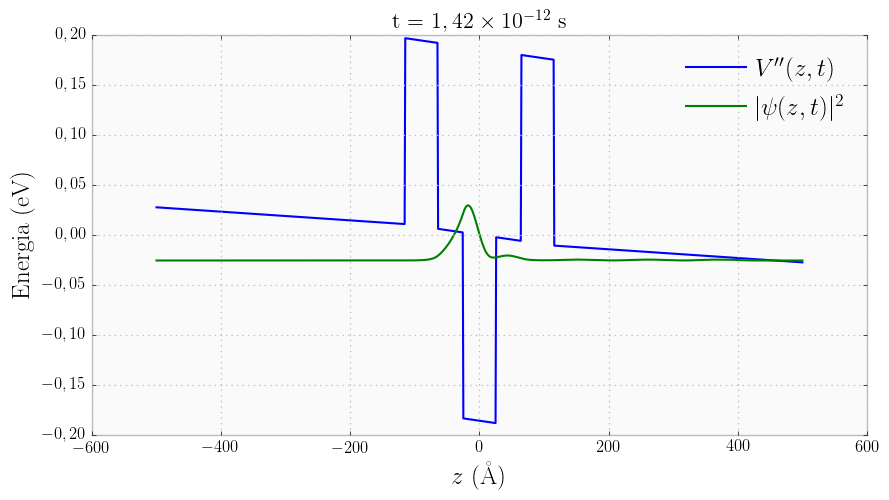 t = 1,42 × 10⁻¹² s
V''(z, t)
|ψ(z, t)|²
Energia (eV)
0,20
0,15
0,10
0,05
0,00
−0,05
−0,10
−0,15
−0,20
−600 −400 −200 0 200 400 600
z (Å)